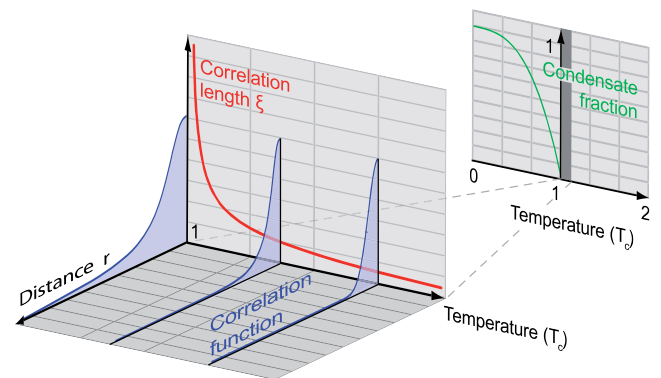 Correlation
length ξ
1
Distance r
Correlation
function
Temperature (Tc)
1
Condensate
fraction
0
1
2
Temperature (Tc)